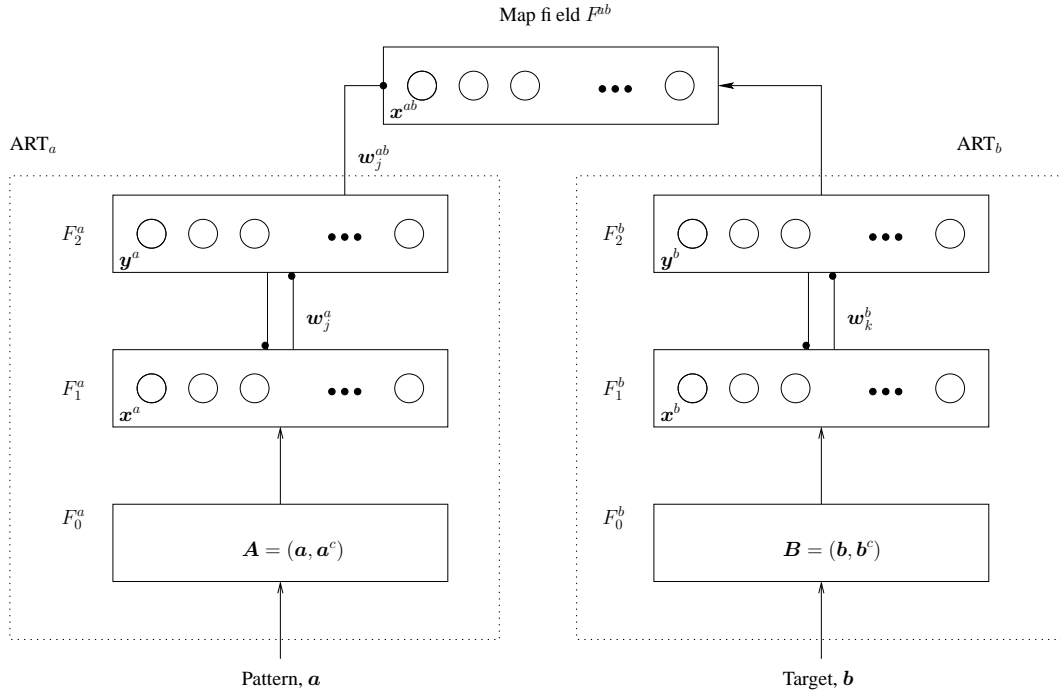 Map fi eld F^ab
x^ab
ART_a
ART_b
w_j^ab
F_2^a
y^a
F_2^b
y^b
w_j^a
w_k^b
F_1^a
x^a
F_1^b
x^b
F_0^a
A = (a, a^c)
F_0^b
B = (b, b^c)
Pattern, a
Target, b